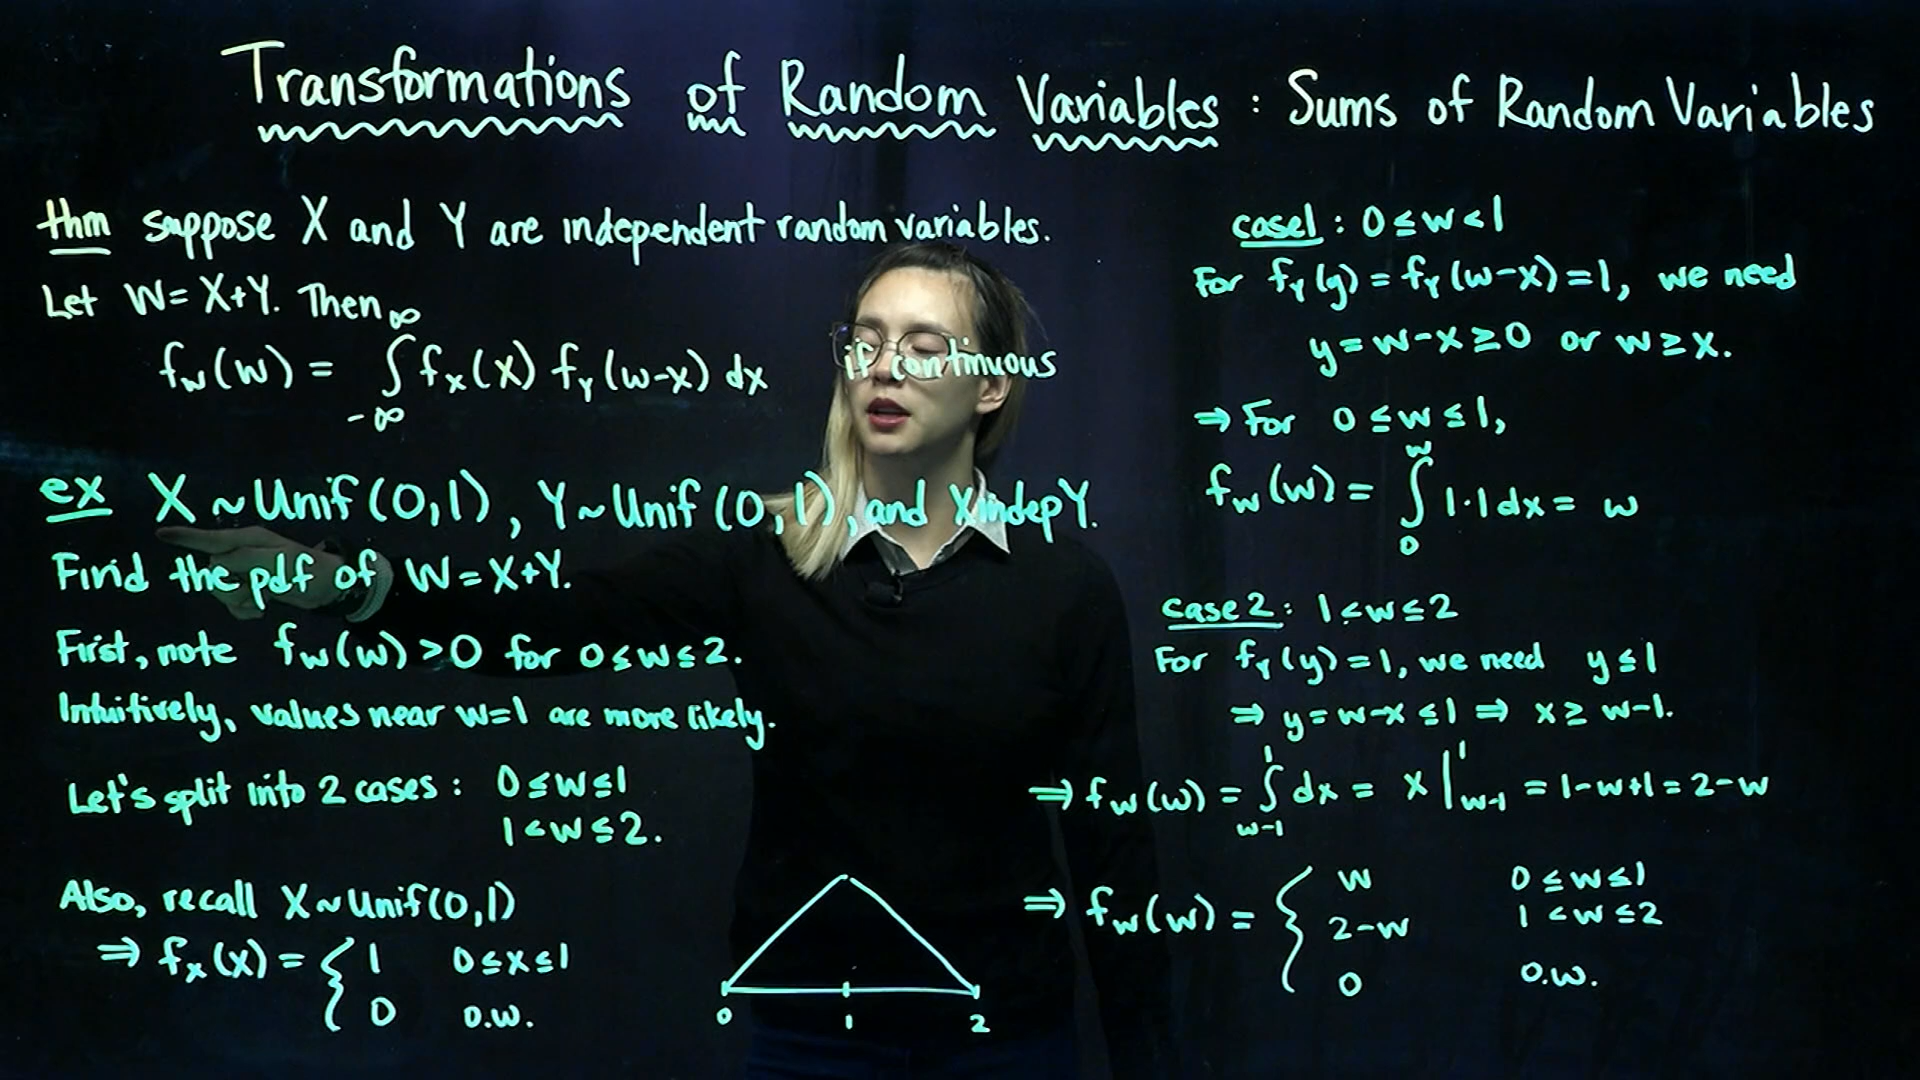 Transformations of Random Variables : Sums of Random Variables
thm suppose X and Y are independent random variables.
Let W = X+Y. Then
f_W(w) = ∫_{-∞}^{∞} f_X(x) f_Y(w-x) dx if continuous
ex X ~ Unif(0,1), Y ~ Unif(0,1), and X indep Y.
Find the pdf of W = X+Y.
First, note f_W(w) > 0 for 0 ≤ w ≤ 2.
Intuitively, values near w=1 are more likely.
Let's split into 2 cases : 0 ≤ w ≤ 1
1 < w ≤ 2.
Also, recall X ~ Unif(0,1)
⇒ f_X(x) = { 1 0 ≤ x ≤ 1
0 o.w.
0 1 2
case1 : 0 ≤ w < 1
For f_Y(y) = f_Y(w-x) = 1, we need
y = w-x ≥ 0 or w ≥ x.
⇒ For 0 ≤ w ≤ 1,
f_W(w) = ∫_0^w 1·1 dx = w
case 2 : 1 < w ≤ 2
For f_Y(y) = 1, we need y ≤ 1
⇒ y = w-x ≤ 1 ⇒ x ≥ w-1.
⇒ f_W(w) = ∫_{w-1}^1 dx = x |_{w-1}^1 = 1-w+1 = 2-w
⇒ f_W(w) = { w 0 ≤ w ≤ 1
2-w 1 < w ≤ 2
0 o.w.